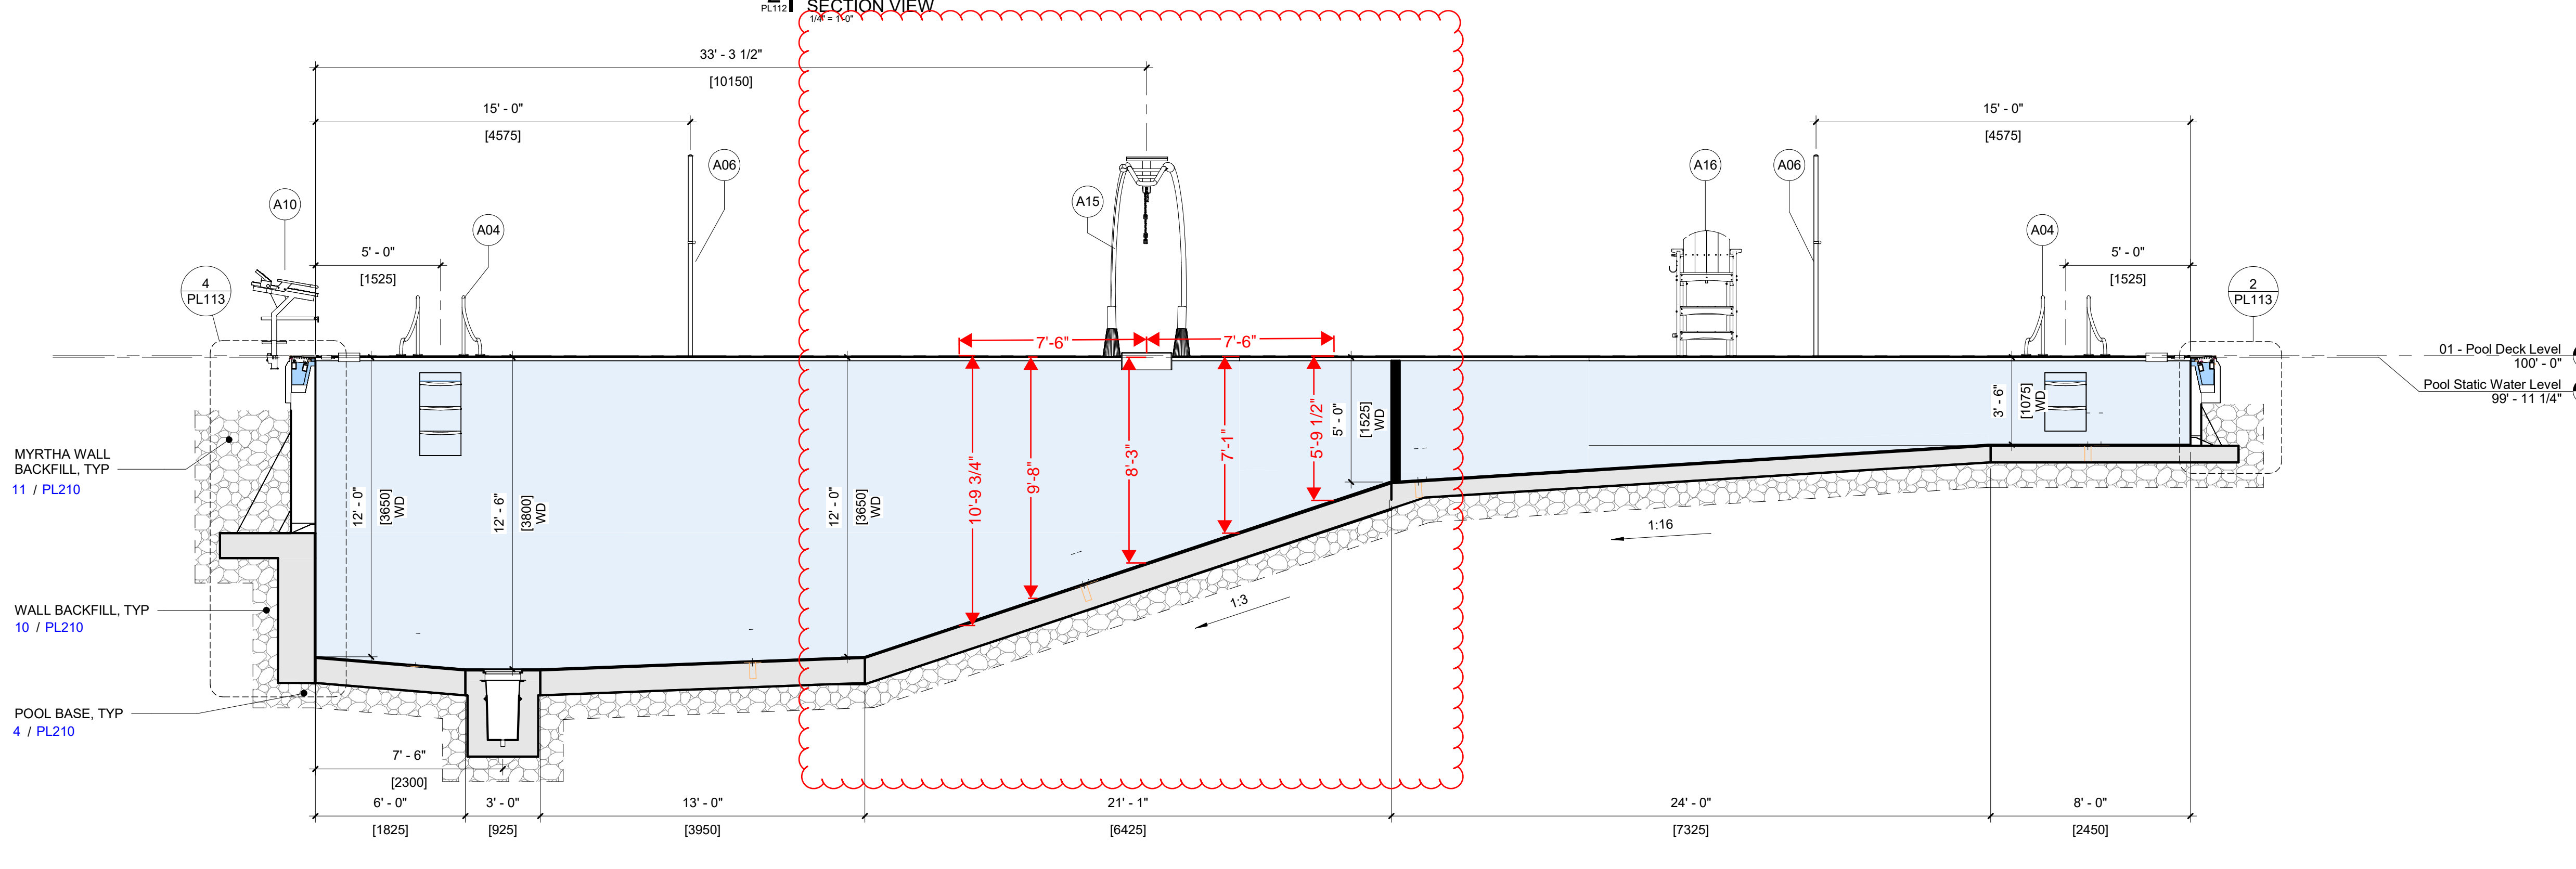 PL112
SECTION VIEW
1/4" = 1'-0"
33' - 3 1/2"
[10150]
15' - 0"
[4575]
15' - 0"
[4575]
A06
A16
A06
A10
A15
A04
A04
5' - 0"
[1525]
5' - 0"
[1525]
4
PL113
2
PL113
7'-6"
7'-6"
01 - Pool Deck Level
100' - 0"
Pool Static Water Level
99' - 11 1/4"
12' - 0"
[3650]
WD
12' - 6"
[3800]
WD
12' - 0"
[3650]
WD
10'-9 3/4"
9'-8"
8'-3"
7'-1"
5'-9 1/2"
5' - 0"
[1525]
WD
3' - 6"
[1075]
WD
MYRTHA WALL
BACKFILL, TYP
11 / PL210
1:16
1:3
WALL BACKFILL, TYP
10 / PL210
POOL BASE, TYP
4 / PL210
7' - 6"
[2300]
6' - 0"
[1825]
3' - 0"
[925]
13' - 0"
[3950]
21' - 1"
[6425]
24' - 0"
[7325]
8' - 0"
[2450]